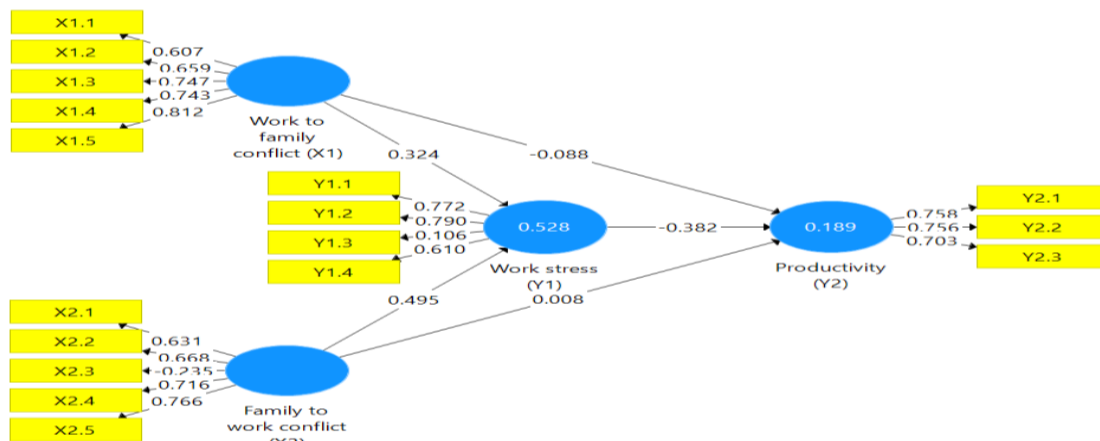 X1.1
X1.2
X1.3
X1.4
X1.5
0.607
0.659
0.747
0.743
0.812
Work to
family
conflict (X1)
0.324
-0.088
Y1.1
Y1.2
Y1.3
Y1.4
0.772
0.790
0.106
0.610
0.528
Work stress
(Y1)
-0.382
0.189
Productivity
(Y2)
0.758
0.756
0.703
Y2.1
Y2.2
Y2.3
0.495
0.008
X2.1
X2.2
X2.3
X2.4
X2.5
0.631
0.668
-0.235
0.716
0.766
Family to
work conflict